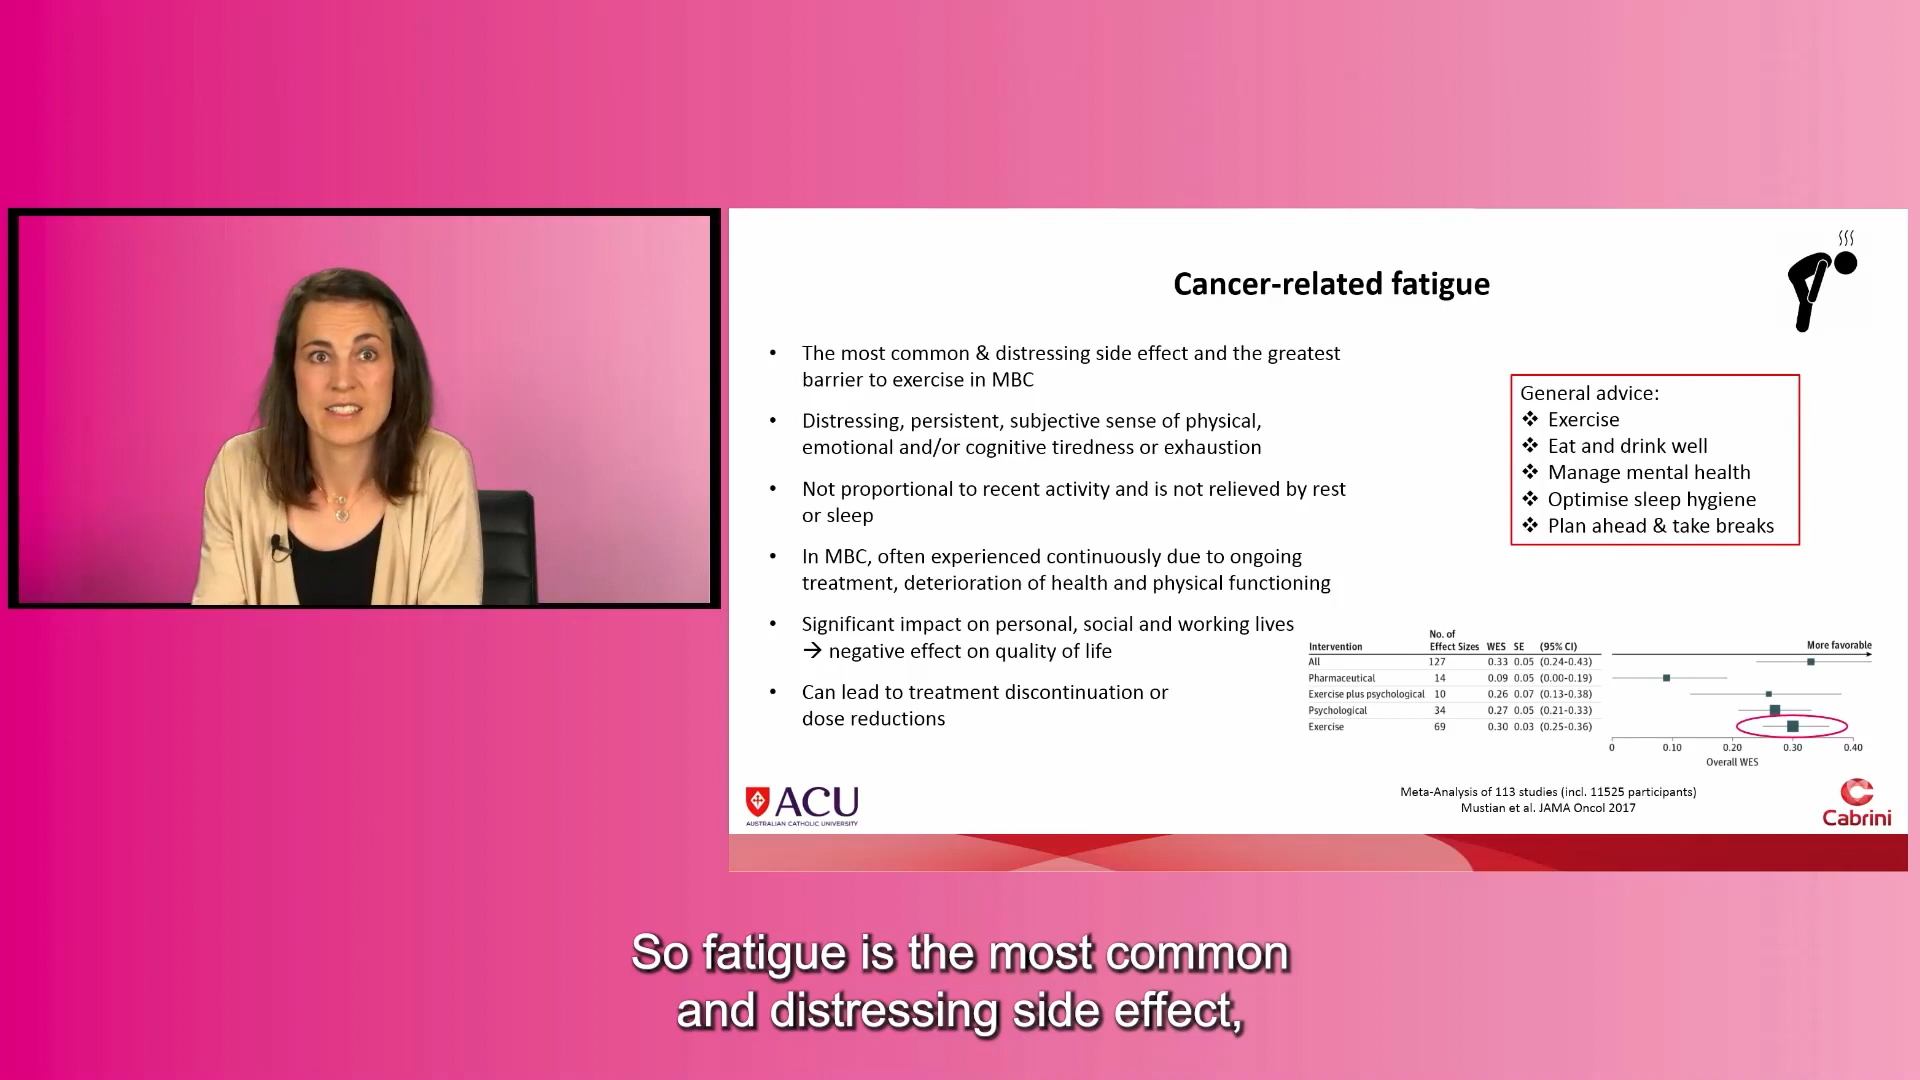 Cancer-related fatigue
• The most common & distressing side effect and the greatest
barrier to exercise in MBC
• Distressing, persistent, subjective sense of physical,
emotional and/or cognitive tiredness or exhaustion
• Not proportional to recent activity and is not relieved by rest
or sleep
• In MBC, often experienced continuously due to ongoing
treatment, deterioration of health and physical functioning
• Significant impact on personal, social and working lives
→ negative effect on quality of life
• Can lead to treatment discontinuation or
dose reductions
General advice:
❖ Exercise
❖ Eat and drink well
❖ Manage mental health
❖ Optimise sleep hygiene
❖ Plan ahead & take breaks
Intervention No. of Effect Sizes WES SE (95% CI) More favorable
All 127 0.33 0.05 (0.24-0.43)
Pharmaceutical 14 0.09 0.05 (0.00-0.19)
Exercise plus psychological 10 0.26 0.07 (0.13-0.38)
Psychological 34 0.27 0.05 (0.21-0.33)
Exercise 69 0.30 0.03 (0.25-0.36)
0 0.10 0.20 0.30 0.40
Overall WES
Meta-Analysis of 113 studies (incl. 11525 participants)
Mustian et al. JAMA Oncol 2017
ACU
AUSTRALIAN CATHOLIC UNIVERSITY
Cabrini
So fatigue is the most common
and distressing side effect,